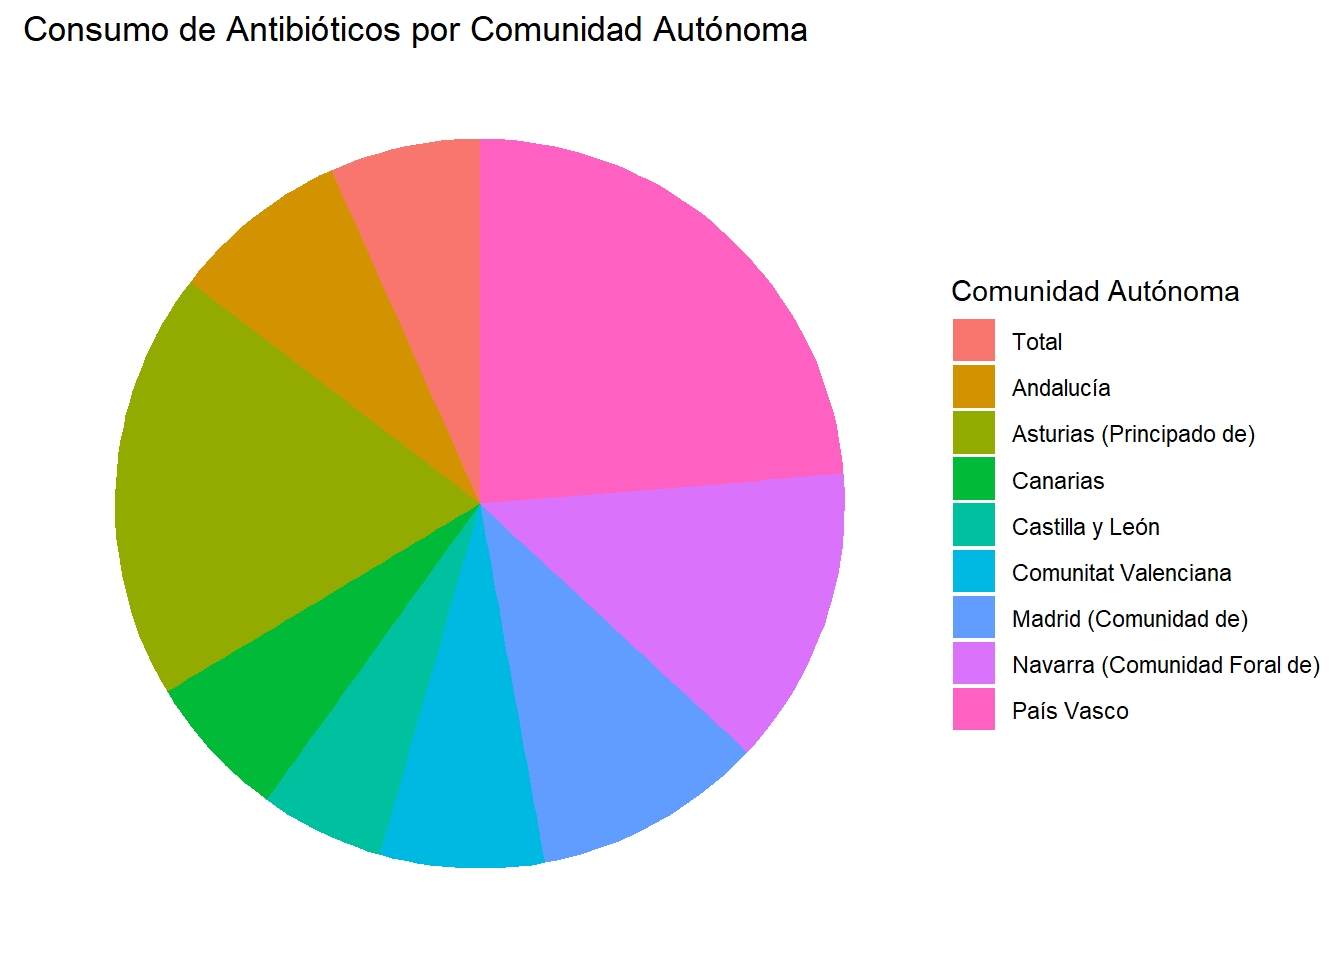 Consumo de Antibióticos por Comunidad Autónoma
Comunidad Autónoma
Total
Andalucía
Asturias (Principado de)
Canarias
Castilla y León
Comunitat Valenciana
Madrid (Comunidad de)
Navarra (Comunidad Foral de)
País Vasco